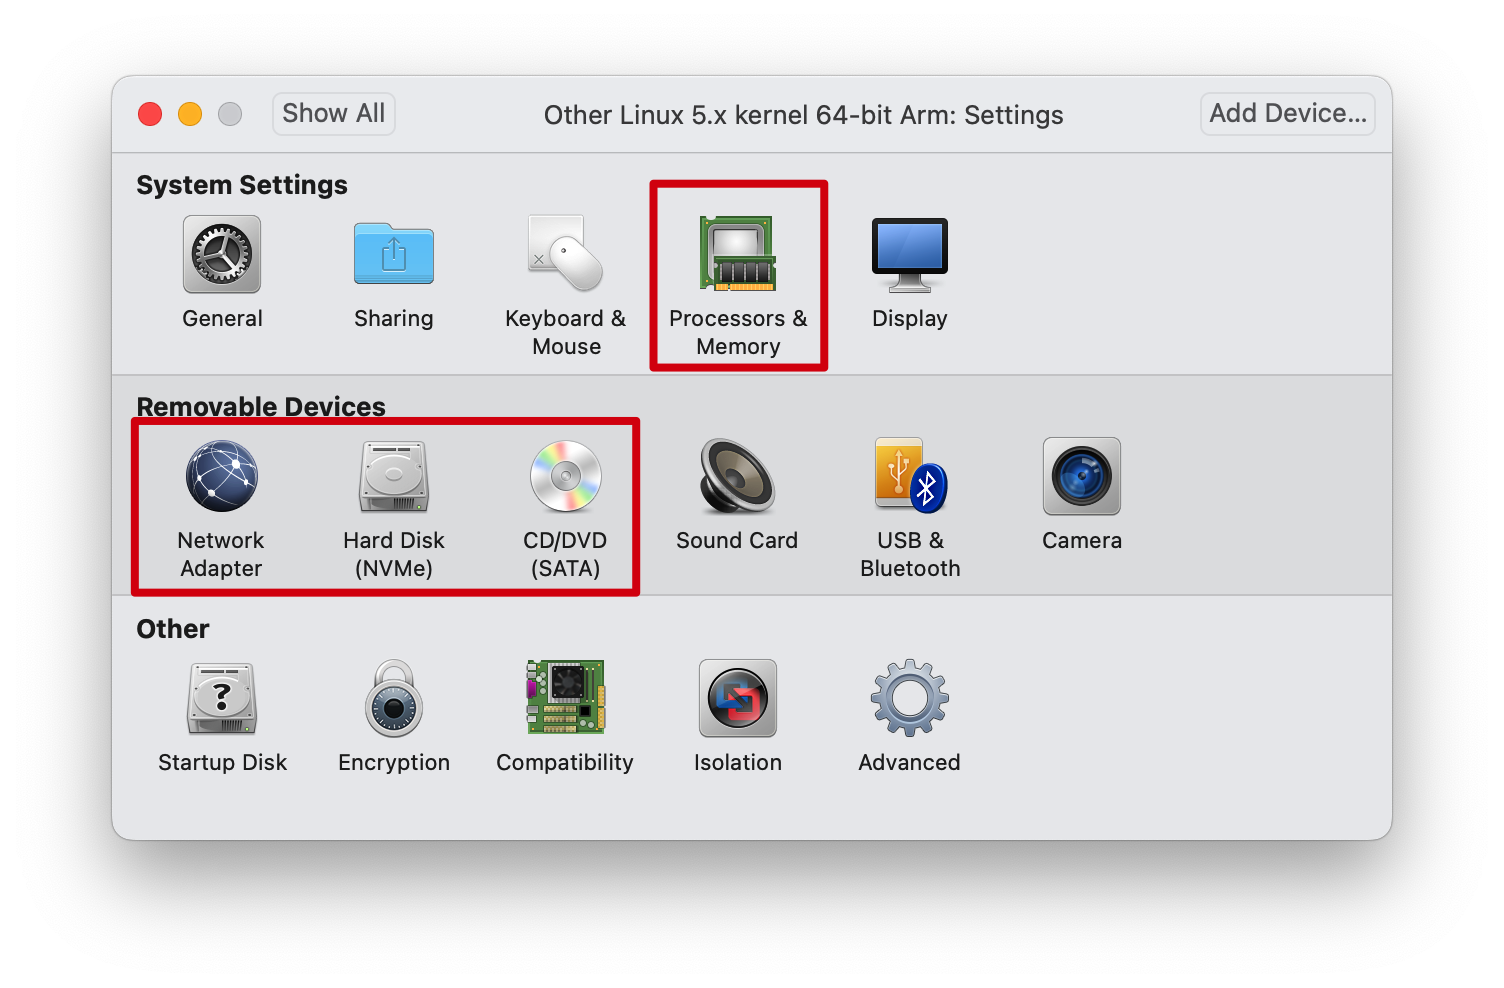 Show All
Other Linux 5.x kernel 64-bit Arm: Settings
Add Device...
System Settings
General
Sharing
Keyboard &
Mouse
Processors &
Memory
Display
Removable Devices
Network
Adapter
Hard Disk
(NVMe)
CD/DVD
(SATA)
Sound Card
USB &
Bluetooth
Camera
Other
?
Startup Disk
Encryption
Compatibility
Isolation
Advanced